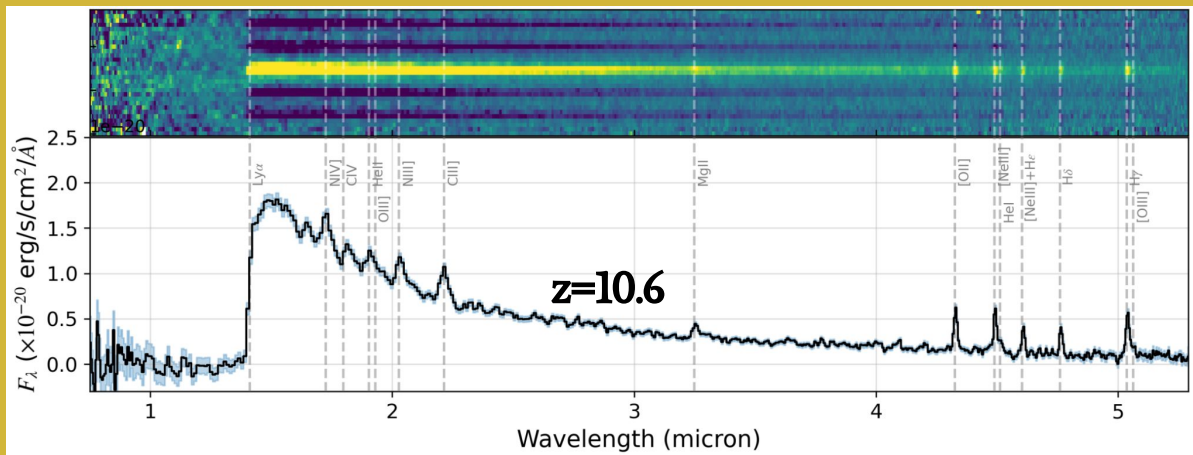 1e−20
2.5
2.0
1.5
1.0
0.5
0.0
F_λ (×10⁻²⁰ erg/s/cm²/Å)
Lyα
NIV]
CIV
HeII
OIII]
NIII]
CIII]
MgII
[OII]
[NeIII]
HeI
[NeIII]+Hε
Hδ
Hγ
[OIII]
z=10.6
1
2
3
4
5
Wavelength (micron)